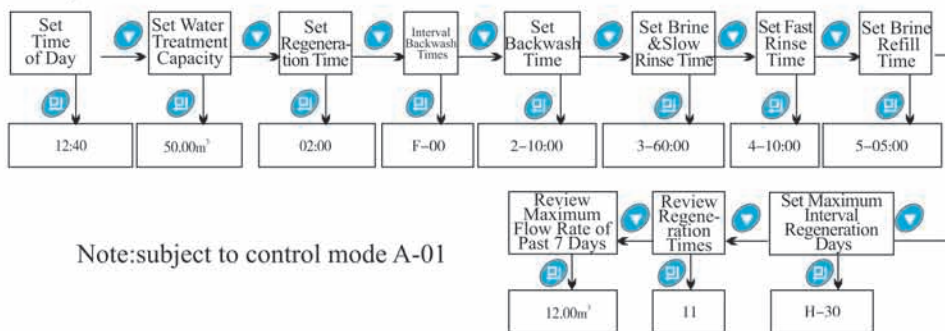 Set
Time
of Day
Set Water
Treatment
Capacity
Set
Regenera-
tion Time
Interval
Backwash
Times
Set
Backwash
Time
Set Brine
&Slow
Rinse Time
Set Fast
Rinse
Time
Set Brine
Refill
Time
12:40
50.00m³
02:00
F-00
2-10:00
3-60:00
4-10:00
5-05:00
Review
Maximum
Flow Rate of
Past 7 Days
Review
Regene-
ration
Times
Set Maximum
Interval
Regeneration
Days
Note:subject to control mode A-01
12.00m³
11
H-30